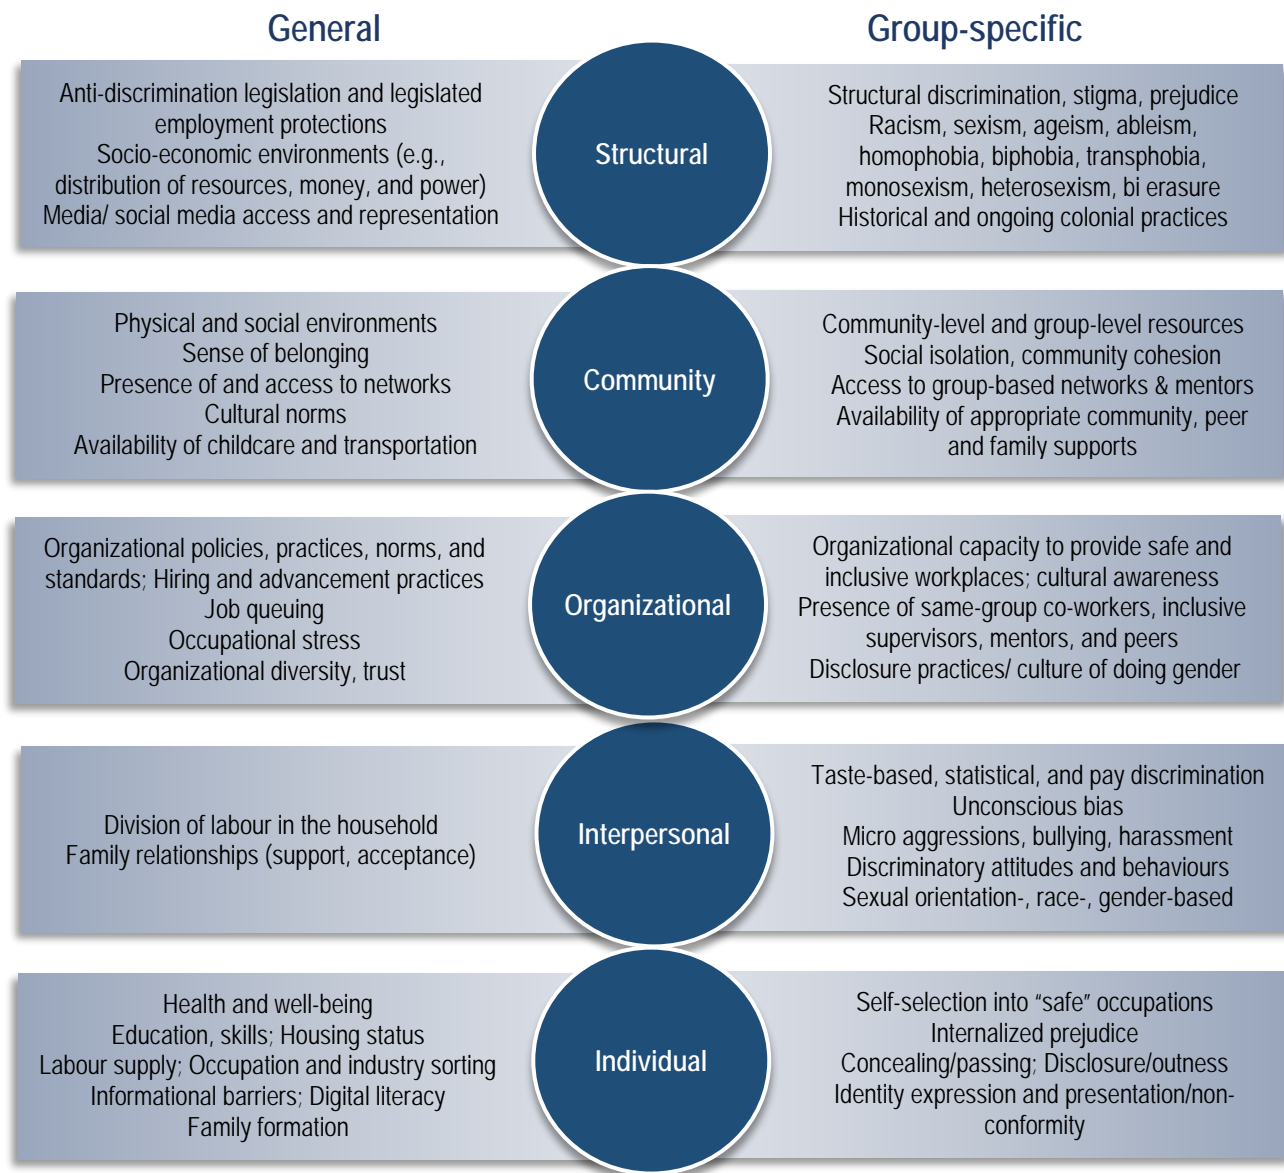 General
Group-specific
Anti-discrimination legislation and legislated
employment protections
Socio-economic environments (e.g.,
distribution of resources, money, and power)
Media/ social media access and representation
Structural
Structural discrimination, stigma, prejudice
Racism, sexism, ageism, ableism,
homophobia, biphobia, transphobia,
monosexism, heterosexism, bi erasure
Historical and ongoing colonial practices
Physical and social environments
Sense of belonging
Presence of and access to networks
Cultural norms
Availability of childcare and transportation
Community
Community-level and group-level resources
Social isolation, community cohesion
Access to group-based networks & mentors
Availability of appropriate community, peer
and family supports
Organizational policies, practices, norms, and
standards; Hiring and advancement practices
Job queuing
Occupational stress
Organizational diversity, trust
Organizational
Organizational capacity to provide safe and
inclusive workplaces; cultural awareness
Presence of same-group co-workers, inclusive
supervisors, mentors, and peers
Disclosure practices/ culture of doing gender
Division of labour in the household
Family relationships (support, acceptance)
Interpersonal
Taste-based, statistical, and pay discrimination
Unconscious bias
Micro aggressions, bullying, harassment
Discriminatory attitudes and behaviours
Sexual orientation-, race-, gender-based
Health and well-being
Education, skills; Housing status
Labour supply; Occupation and industry sorting
Informational barriers; Digital literacy
Family formation
Individual
Self-selection into “safe” occupations
Internalized prejudice
Concealing/passing; Disclosure/outness
Identity expression and presentation/non-
conformity